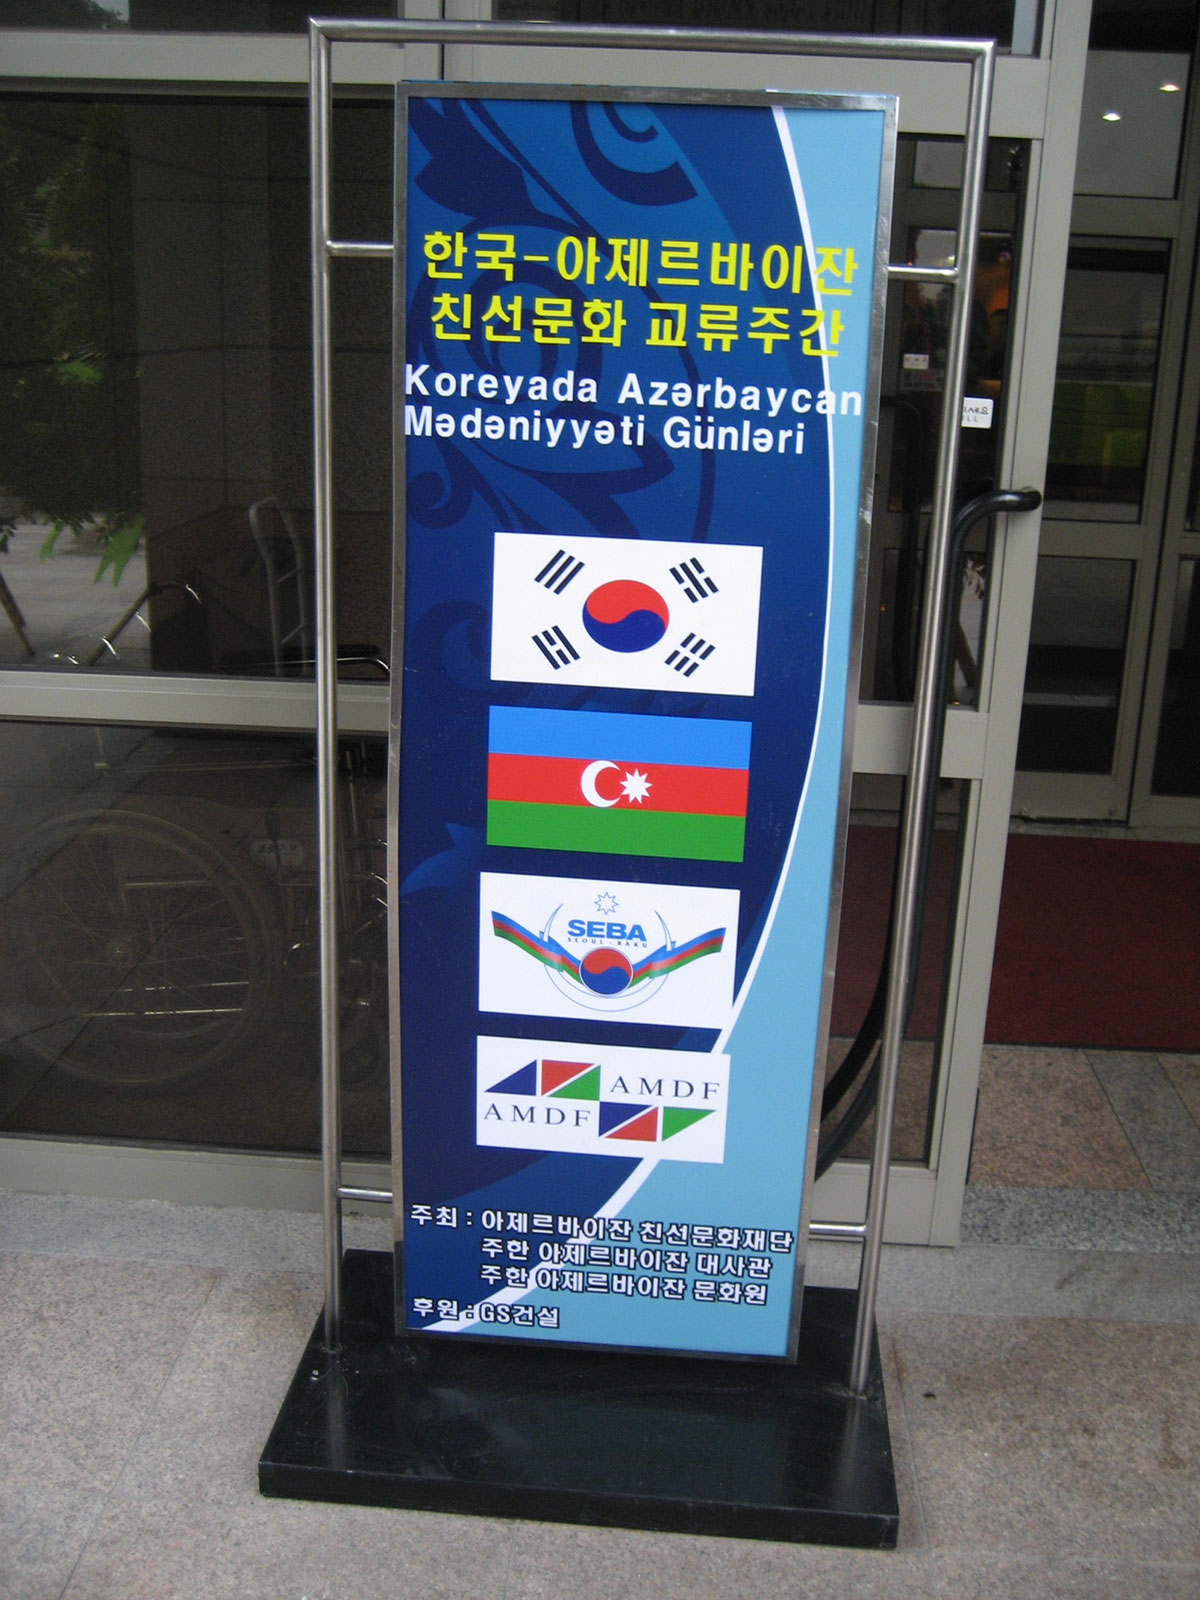 한국-아제르바이잔
친선문화 교류주간
Koreyada Azərbaycan
Mədəniyyəti Günləri
SEBA
SEOUL - BAKU
AMDF
AMDF
주최 : 아제르바이잔 친선문화재단
주한 아제르바이잔 대사관
주한 아제르바이잔 문화원
후원 : GS건설